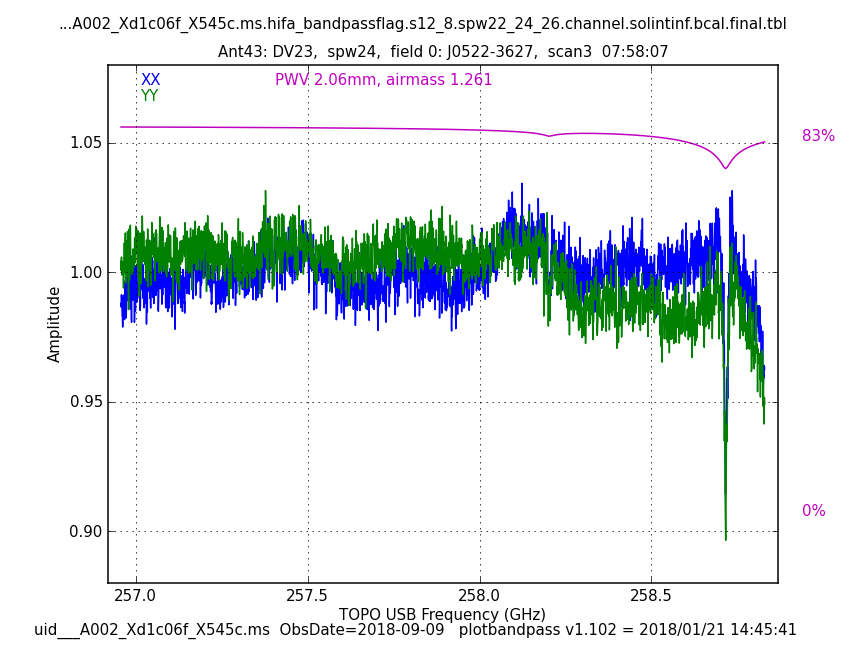 ...A002_Xd1c06f_X545c.ms.hifa_bandpassflag.s12_8.spw22_24_26.channel.solintinf.bcal.final.tbl
Ant43: DV23, spw24, field 0: J0522-3627, scan3 07:58:07
XX
PWV 2.06mm, airmass 1.261
YY
83%
1.05
1.00
Amplitude
0.95
0%
0.90
257.0 257.5 258.0 258.5
TOPO USB Frequency (GHz)
uid___A002_Xd1c06f_X545c.ms ObsDate=2018-09-09 plotbandpass v1.102 = 2018/01/21 14:45:41